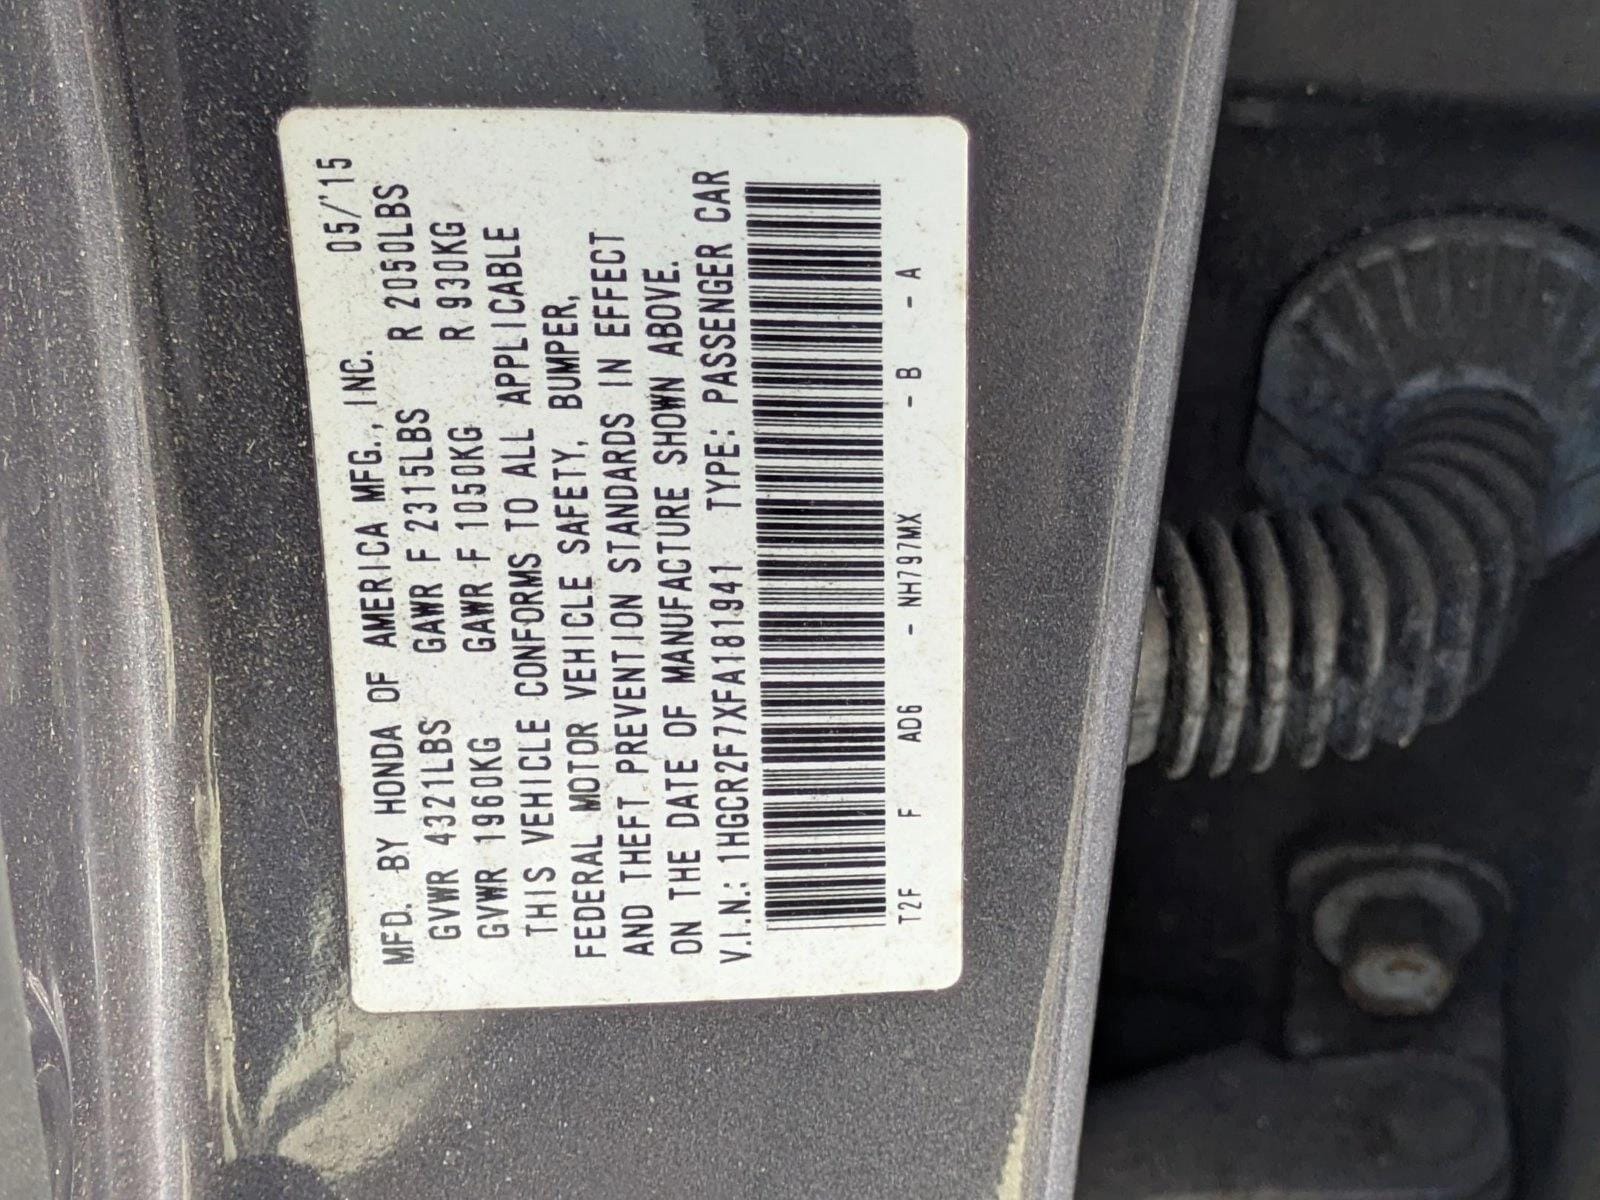 MFD. BY HONDA OF AMERICA MFG., INC. 05/'15
GVWR 4321LBS GAWR F 2315LBS R 2050LBS
GVWR 1960KG GAWR F 1050KG R 930KG
THIS VEHICLE CONFORMS TO ALL APPLICABLE
FEDERAL MOTOR VEHICLE SAFETY, BUMPER,
AND THEFT PREVENTION STANDARDS IN EFFECT
ON THE DATE OF MANUFACTURE SHOWN ABOVE.
V.I.N.: 1HGCR2F7XFA181941 TYPE: PASSENGER CAR
T2F F AD6 - NH797MX - B - A